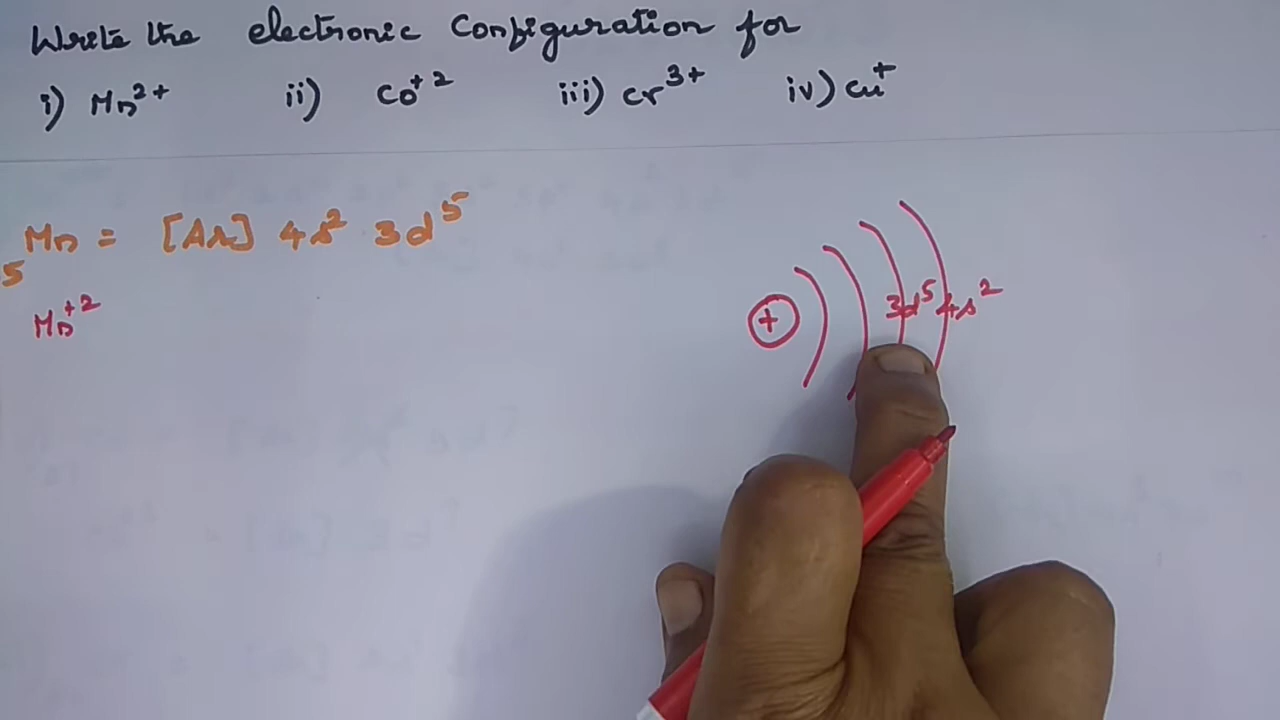 Write the electronic configuration for
i) Mn²⁺ ii) Co⁺² iii) Cr³⁺ iv) Cu⁺
5 Mn = [Ar] 4s² 3d⁵
Mn⁺²
+ 3d⁵ 4s²